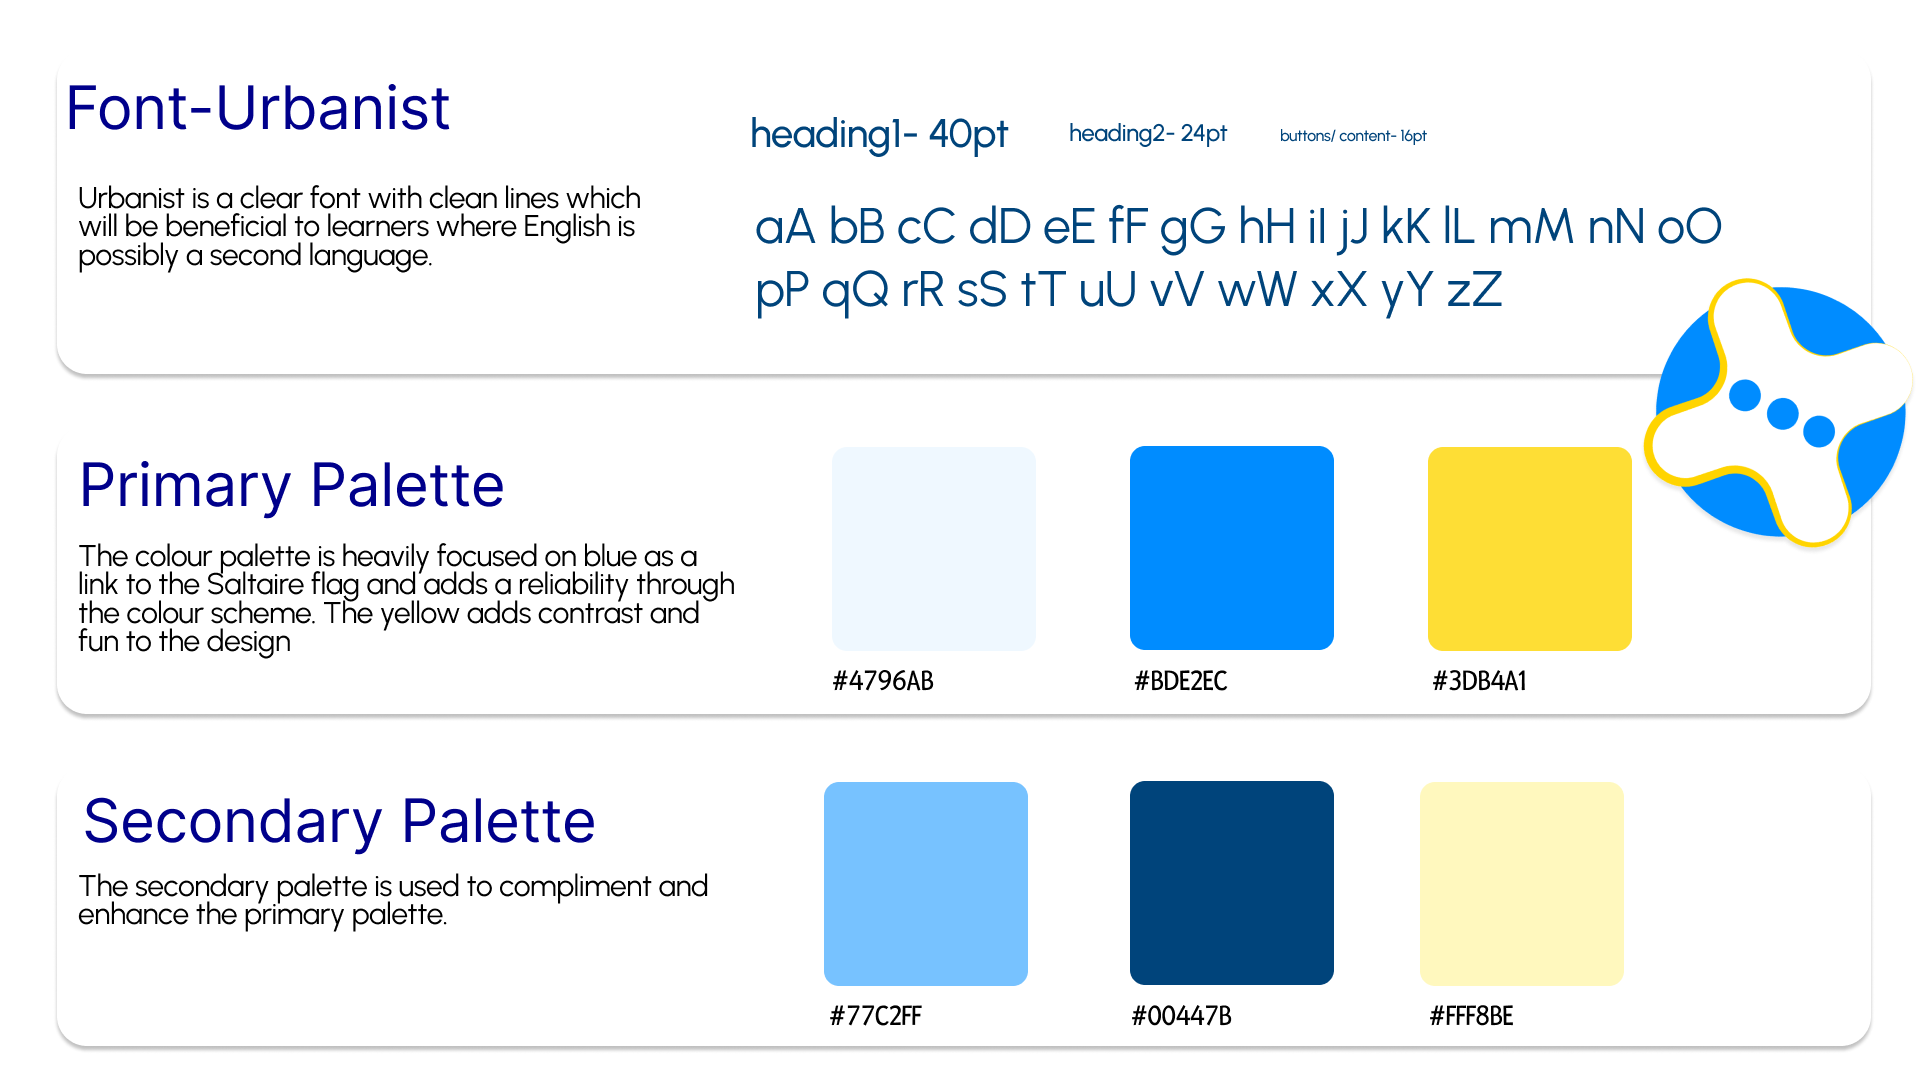 Font-Urbanist
Urbanist is a clear font with clean lines which
will be beneficial to learners where English is
possibly a second language.
heading1- 40pt
heading2- 24pt
buttons/ content- 16pt
aA bB cC dD eE fF gG hH iI jJ kK lL mM nN oO
pP qQ rR sS tT uU vV wW xX yY zZ
Primary Palette
The colour palette is heavily focused on blue as a
link to the Saltaire flag and adds a reliability through
the colour scheme. The yellow adds contrast and
fun to the design
#4796AB
#BDE2EC
#3DB4A1
Secondary Palette
The secondary palette is used to compliment and
enhance the primary palette.
#77C2FF
#00447B
#FFF8BE